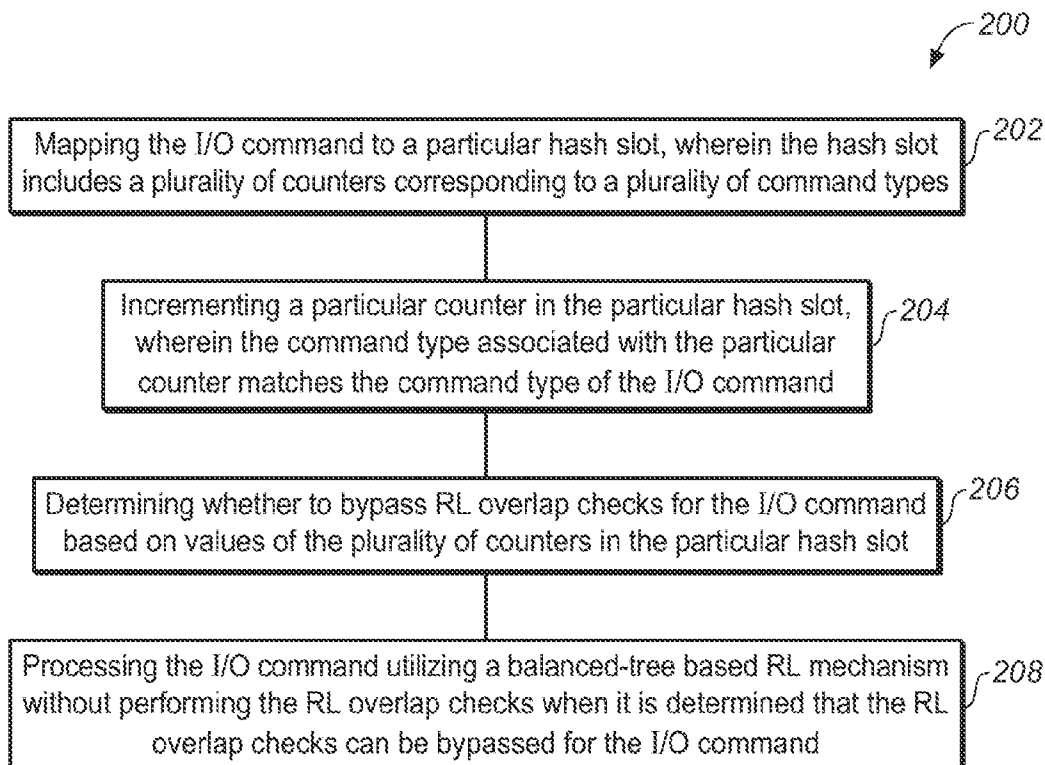 200
Mapping the I/O command to a particular hash slot, wherein the hash slot
includes a plurality of counters corresponding to a plurality of command types
202
Incrementing a particular counter in the particular hash slot,
wherein the command type associated with the particular
counter matches the command type of the I/O command
204
Determining whether to bypass RL overlap checks for the I/O command
based on values of the plurality of counters in the particular hash slot
206
Processing the I/O command utilizing a balanced-tree based RL mechanism
without performing the RL overlap checks when it is determined that the RL
overlap checks can be bypassed for the I/O command
208